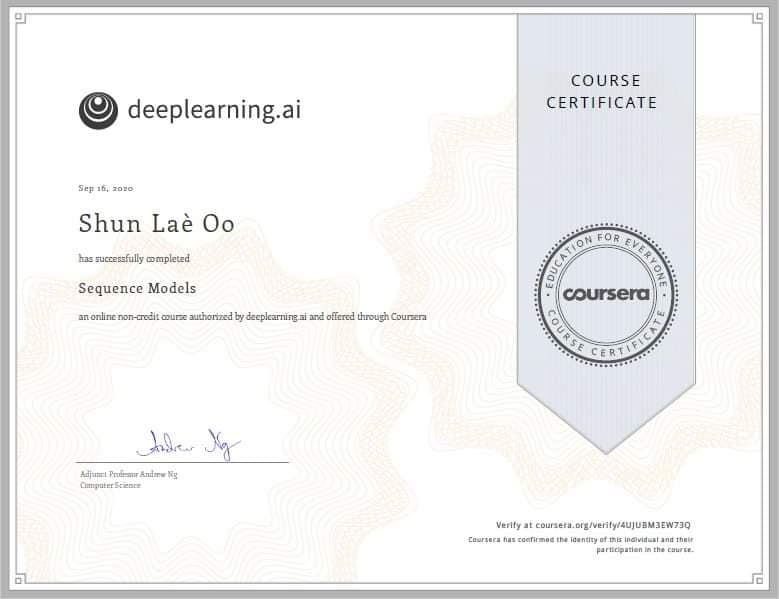 deeplearning.ai
COURSE
CERTIFICATE
Sep 16, 2020
Shun Laè Oo
has successfully completed
Sequence Models
an online non-credit course authorized by deeplearning.ai and offered through Coursera
EDUCATION FOR EVERYONE
coursera
COURSE CERTIFICATE
Andrew Ng
Adjunct Professor Andrew Ng
Computer Science
Verify at coursera.org/verify/4UJUBM3EW73Q
Coursera has confirmed the identity of this individual and their
participation in the course.